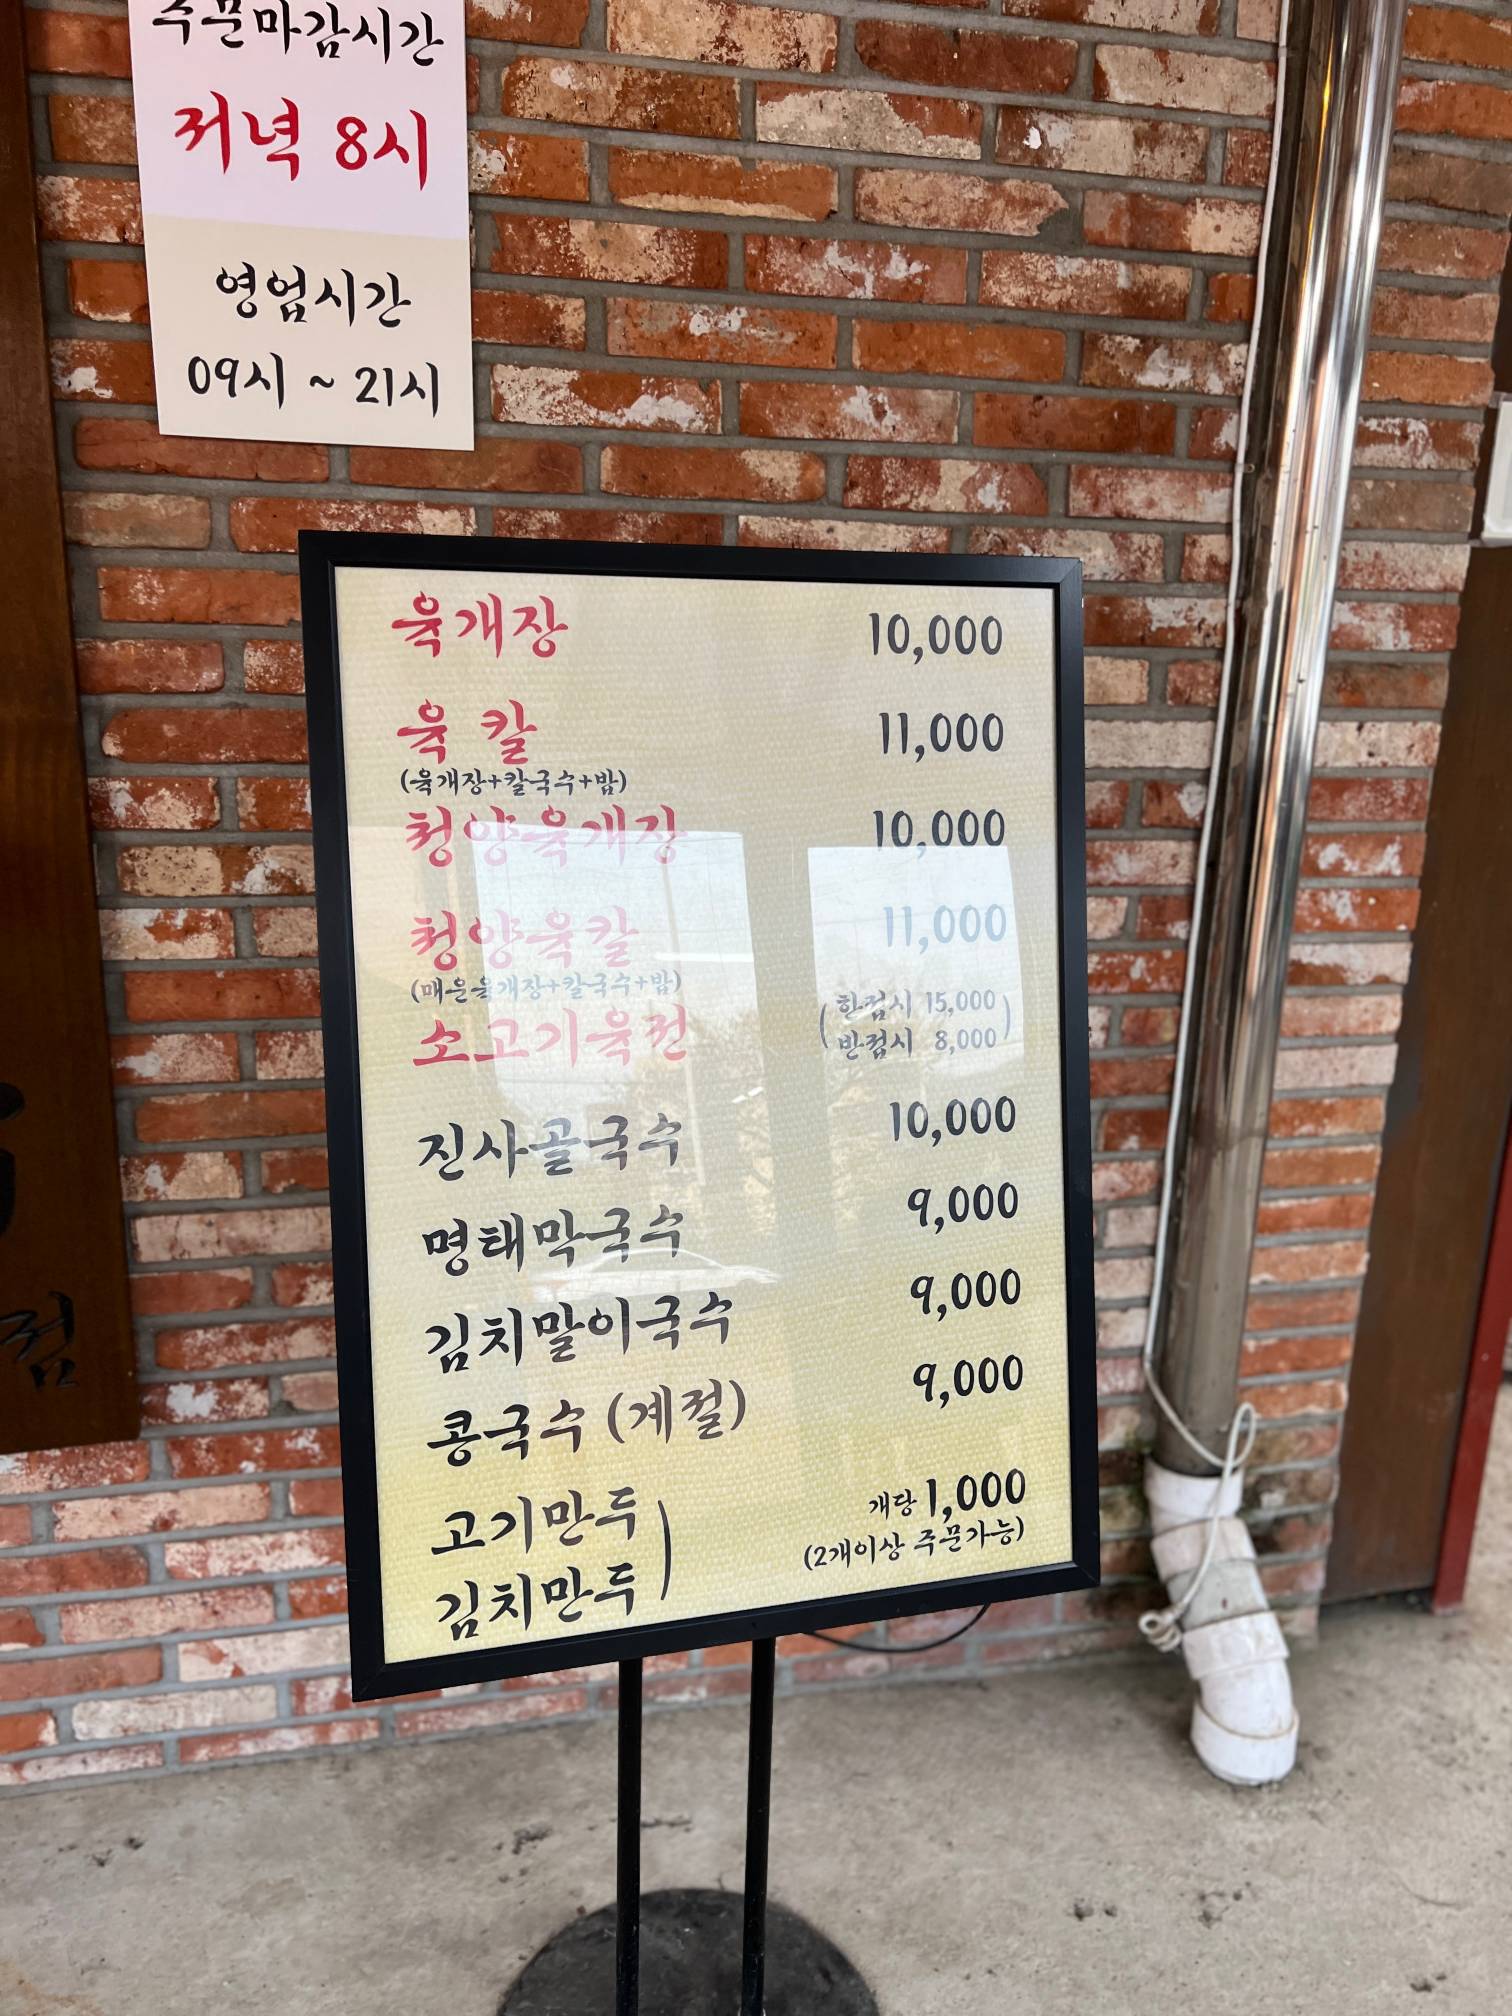 주문마감시간
저녁 8시
영업시간
09시 ~ 21시
육개장 10,000
육 칼 11,000
(육개장+칼국수+밥)
청양육개장 10,000
청양육칼 11,000
(매운육개장+칼국수+밥)
소고기육전 (한접시 15,000
반접시 8,000)
진사골국수 10,000
명태막국수 9,000
김치말이국수 9,000
콩국수 (계절) 9,000
고기만두
김치만두) 개당 1,000
(2개이상 주문가능)
점